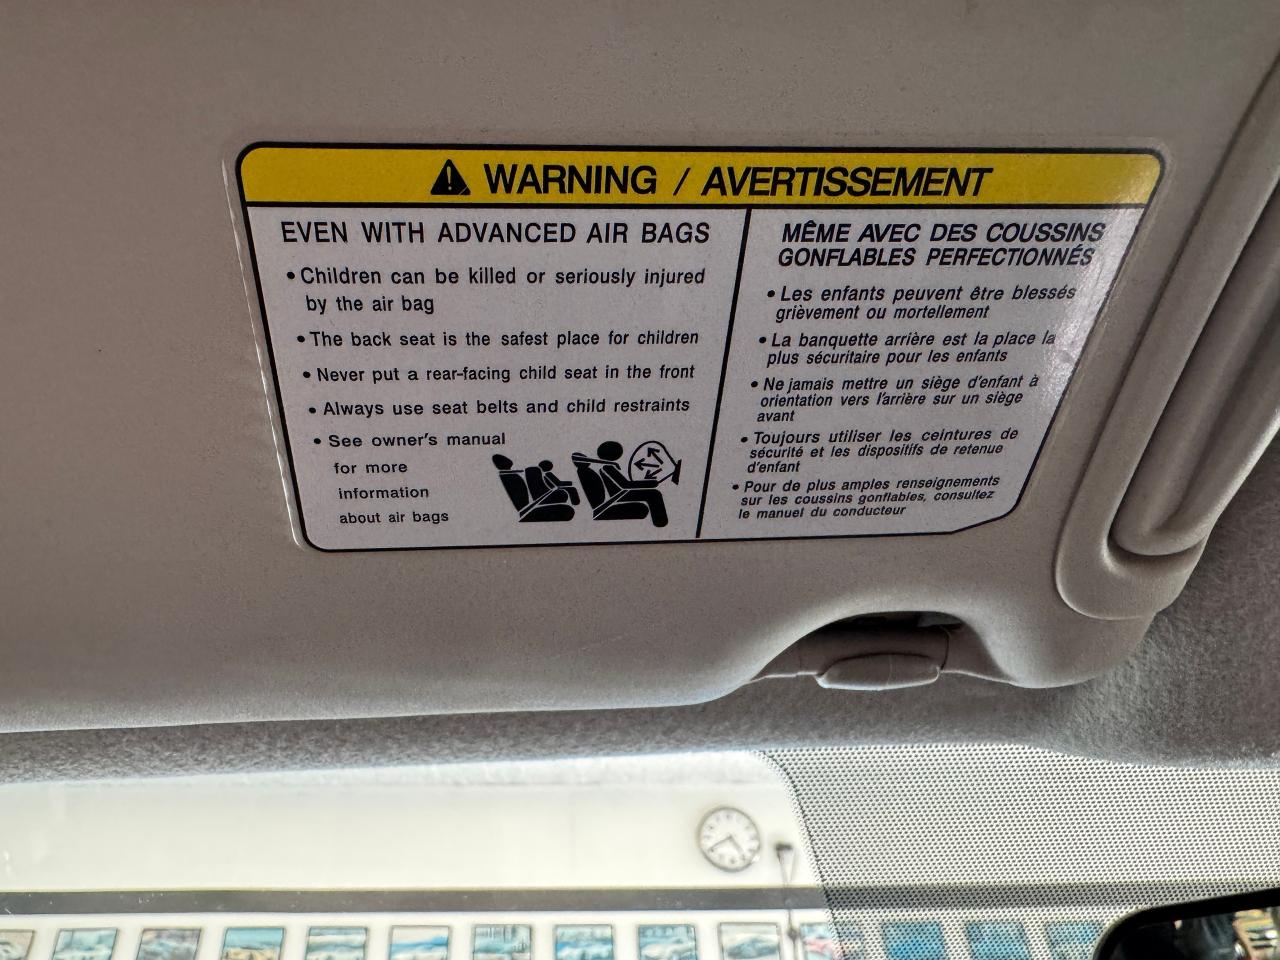 WARNING / AVERTISSEMENT
EVEN WITH ADVANCED AIR BAGS
• Children can be killed or seriously injured
by the air bag
• The back seat is the safest place for children
• Never put a rear-facing child seat in the front
• Always use seat belts and child restraints
• See owner's manual
for more
information
about air bags
MÊME AVEC DES COUSSINS
GONFLABLES PERFECTIONNÉS
• Les enfants peuvent être blessés
grièvement ou mortellement
• La banquette arrière est la place la
plus sécuritaire pour les enfants
• Ne jamais mettre un siège d'enfant à
orientation vers l'arrière sur un siège
avant
• Toujours utiliser les ceintures de
sécurité et les dispositifs de retenue
d'enfant
• Pour de plus amples renseignements
sur les coussins gonflables, consultez
le manuel du conducteur